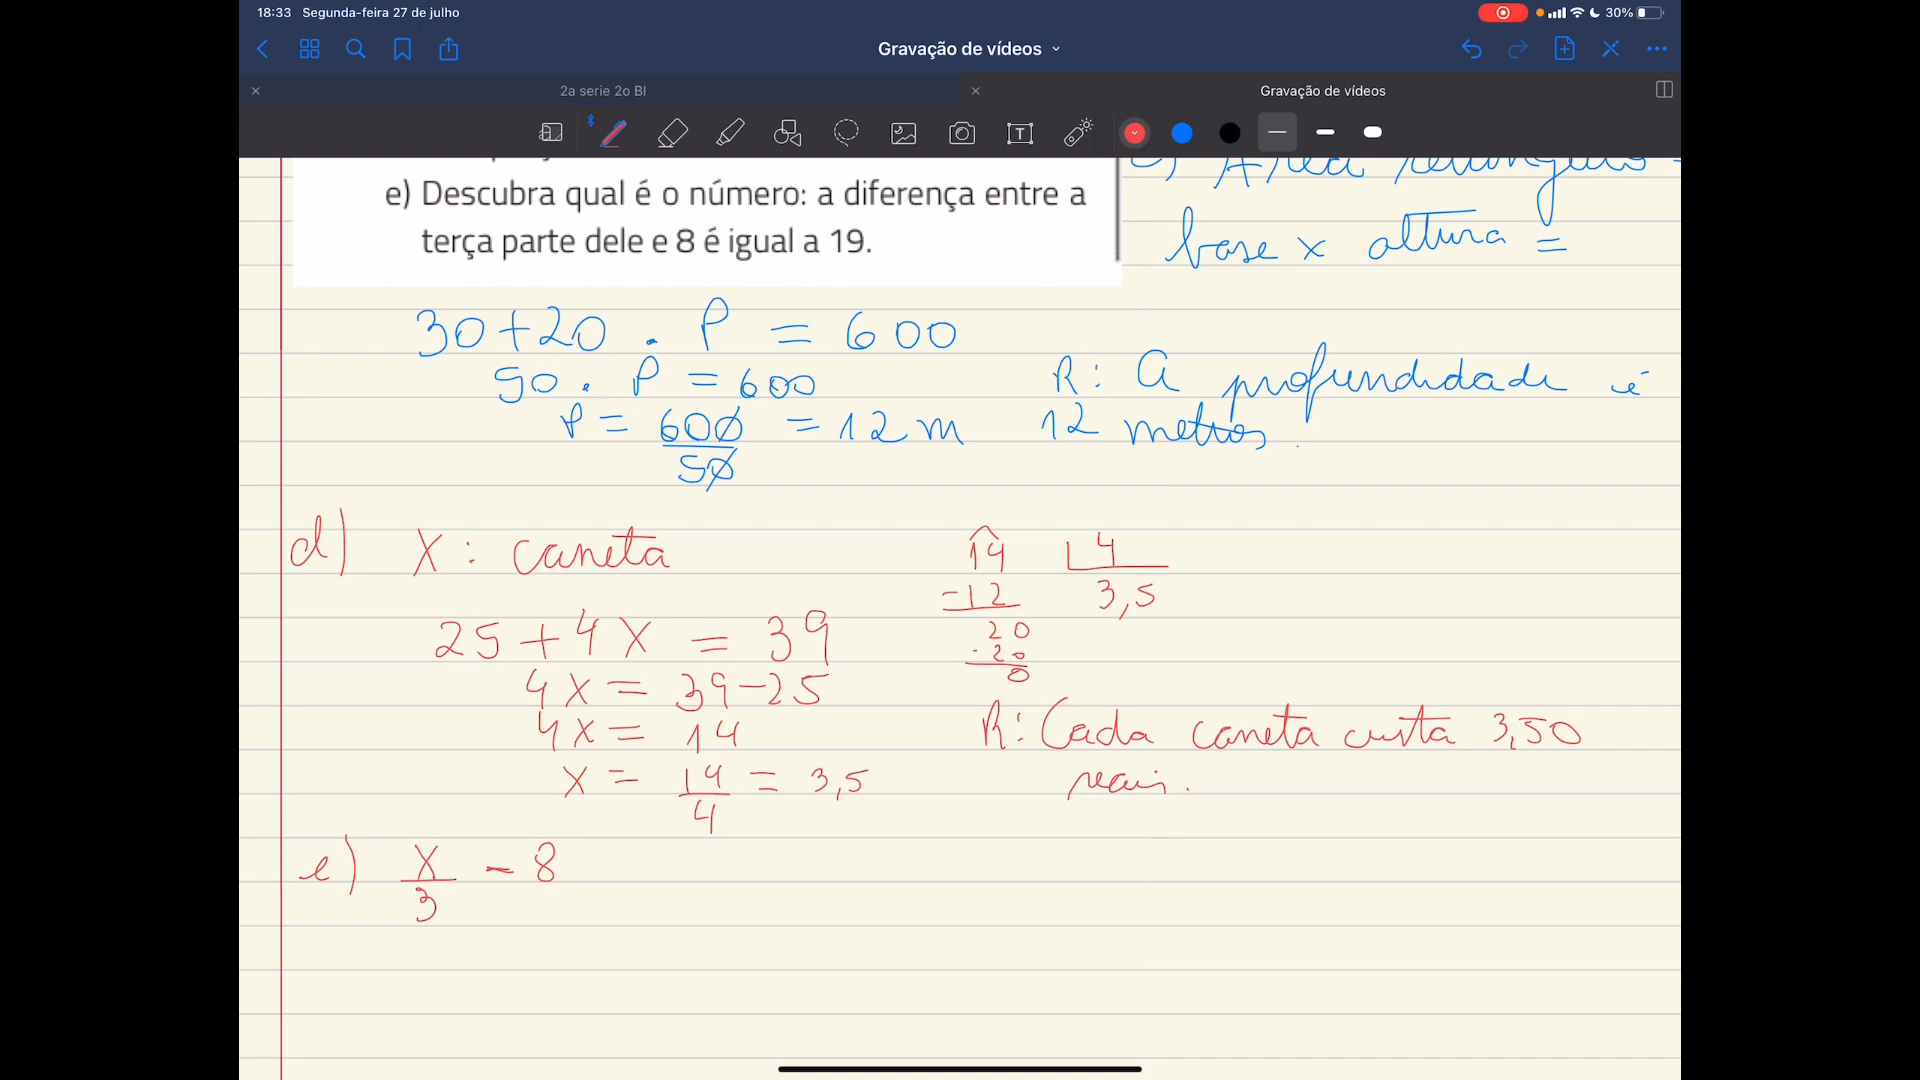 18:33 Segunda-feira 27 de julho
30%
Gravação de vídeos
2a serie 2o BI
Gravação de vídeos
e) Descubra qual é o número: a diferença entre a
terça parte dele e 8 é igual a 19.
Área retângulo
base x altura =
30+20 . P = 600
50 . P = 600
P = 600/50 = 12 m
R: A profundidade é
12 metros.
d) X : caneta
25 + 4X = 39
4X = 39-25
4X = 14
X = 14/4 = 3,5
14 4
-12 3,5
20
-20
0
R: Cada caneta custa 3,50
reais.
e) X/3 - 8